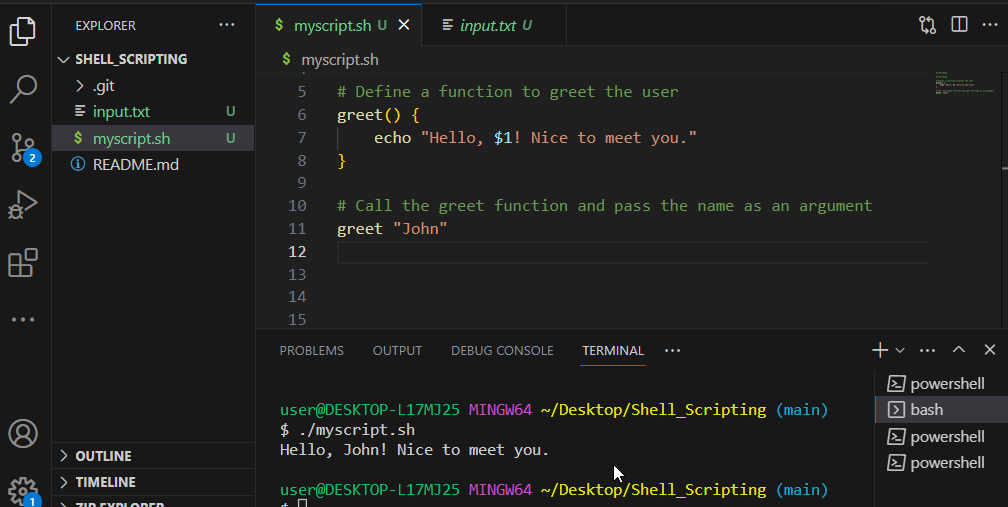 EXPLORER ...
SHELL_SCRIPTING
.git
input.txt U
$ myscript.sh U
README.md
2
...
OUTLINE
TIMELINE
ZIP EXPLORER
1
$ myscript.sh U
input.txt U
...
$ myscript.sh
5 # Define a function to greet the user
6 greet() {
7 echo "Hello, $1! Nice to meet you."
8 }
9
10 # Call the greet function and pass the name as an argument
11 greet "John"
12
13
14
15
PROBLEMS OUTPUT DEBUG CONSOLE TERMINAL ...
...
user@DESKTOP-L17MJ25 MINGW64 ~/Desktop/Shell_Scripting (main)
$ ./myscript.sh
Hello, John! Nice to meet you.
user@DESKTOP-L17MJ25 MINGW64 ~/Desktop/Shell_Scripting (main)
$
powershell
bash
powershell
powershell